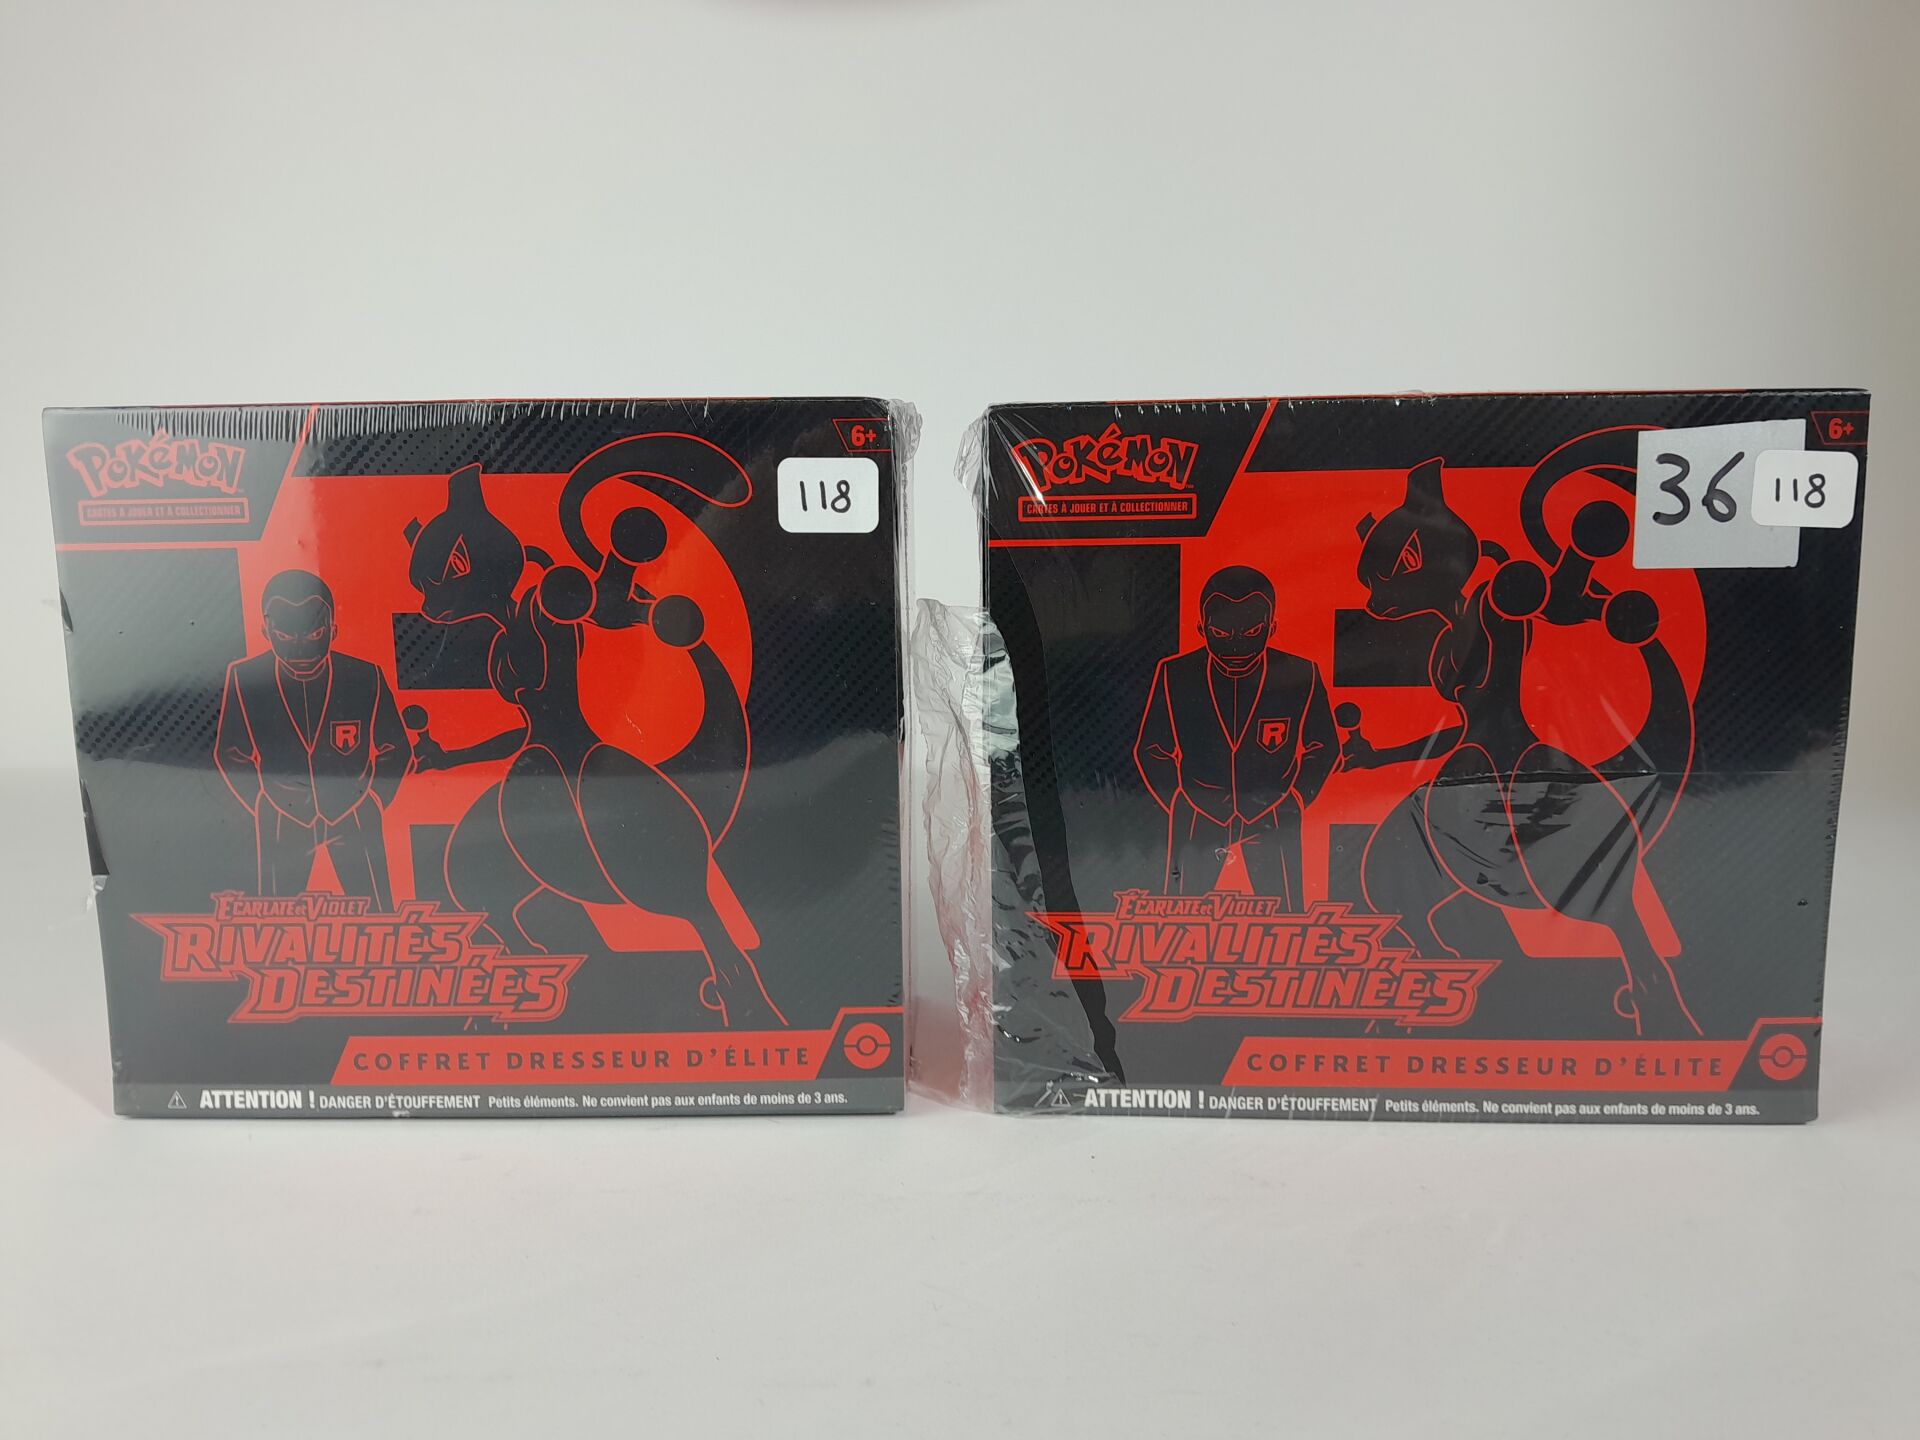 6+
POKÉMON
CARTES À JOUER ET À COLLECTIONNER
118
R
ÉCARLATE ET VIOLET
RIVALITÉS
DESTINÉES
COFFRET DRESSEUR D'ÉLITE
ATTENTION ! DANGER D'ÉTOUFFEMENT Petits éléments. Ne convient pas aux enfants de moins de 3 ans.
6+
POKÉMON
TM
CARTES À JOUER ET À COLLECTIONNER
36
118
R
ÉCARLATE ET VIOLET
RIVALITÉS
DESTINÉES
COFFRET DRESSEUR D'ÉLITE
ATTENTION ! DANGER D'ÉTOUFFEMENT Petits éléments. Ne convient pas aux enfants de moins de 3 ans.